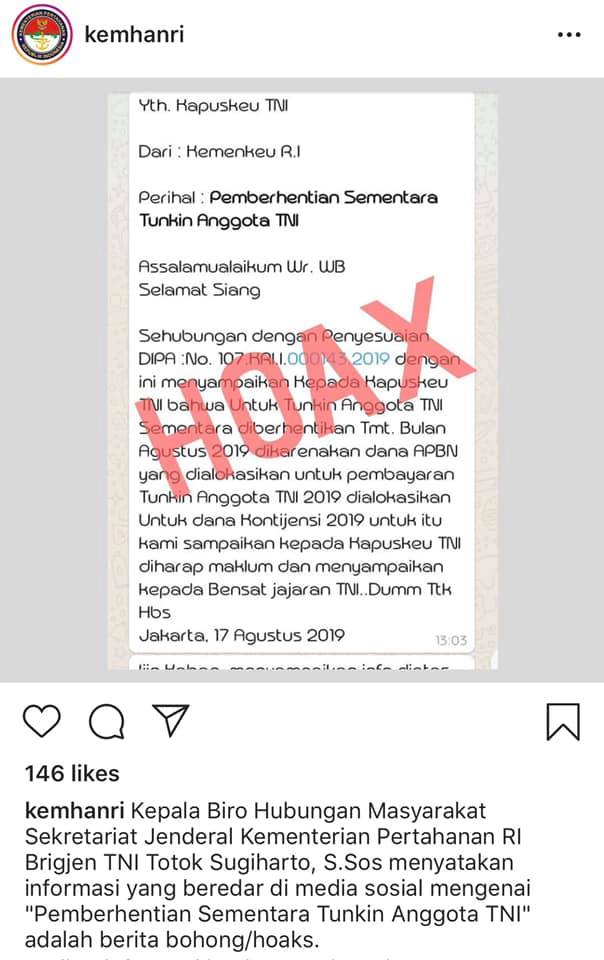 kemhanri
Yth. Kapuskeu TNI
Dari : Kemenkeu R.I
Perihal : Pemberhentian Sementara
Tunkin Anggota TNI
Assalamualaikum Wr. WB
Selamat Siang
Sehubungan dengan Penyesuaian
DIPA :No. 107.KRI.I.000143.2019 dengan
ini menyampaikan Kepada Kapuskeu
TNI bahwa Untuk Tunkin Anggota TNI
Sementara diberhentikan Tmt. Bulan
Agustus 2019 dikarenakan dana APBN
yang dialokasikan untuk pembayaran
Tunkin Anggota TNI 2019 dialokasikan
Untuk dana Kontijensi 2019 untuk itu
kami sampaikan kepada Kapuskeu TNI
diharap maklum dan menyampaikan
kepada Bensat jajaran TNI..Dumm Ttk
Hbs
Jakarta, 17 Agustus 2019
13:03
HOAX
146 likes
kemhanri Kepala Biro Hubungan Masyarakat
Sekretariat Jenderal Kementerian Pertahanan RI
Brigjen TNI Totok Sugiharto, S.Sos menyatakan
informasi yang beredar di media sosial mengenai
"Pemberhentian Sementara Tunkin Anggota TNI"
adalah berita bohong/hoaks.